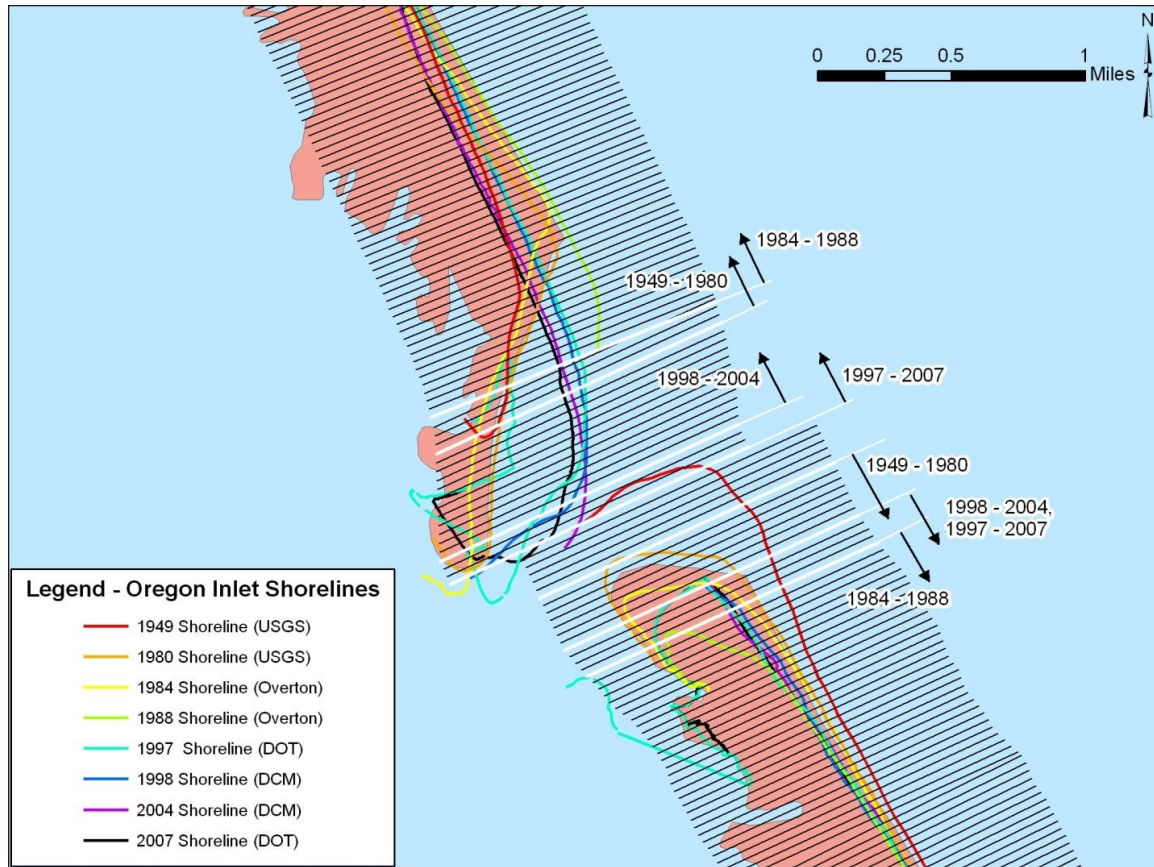 N
0 0.25 0.5 1
Miles
1984 - 1988
1949 - 1980
1998 - 2004
1997 - 2007
1949 - 1980
1998 - 2004,
1997 - 2007
1984 - 1988
Legend - Oregon Inlet Shorelines
1949 Shoreline (USGS)
1980 Shoreline (USGS)
1984 Shoreline (Overton)
1988 Shoreline (Overton)
1997 Shoreline (DOT)
1998 Shoreline (DCM)
2004 Shoreline (DCM)
2007 Shoreline (DOT)